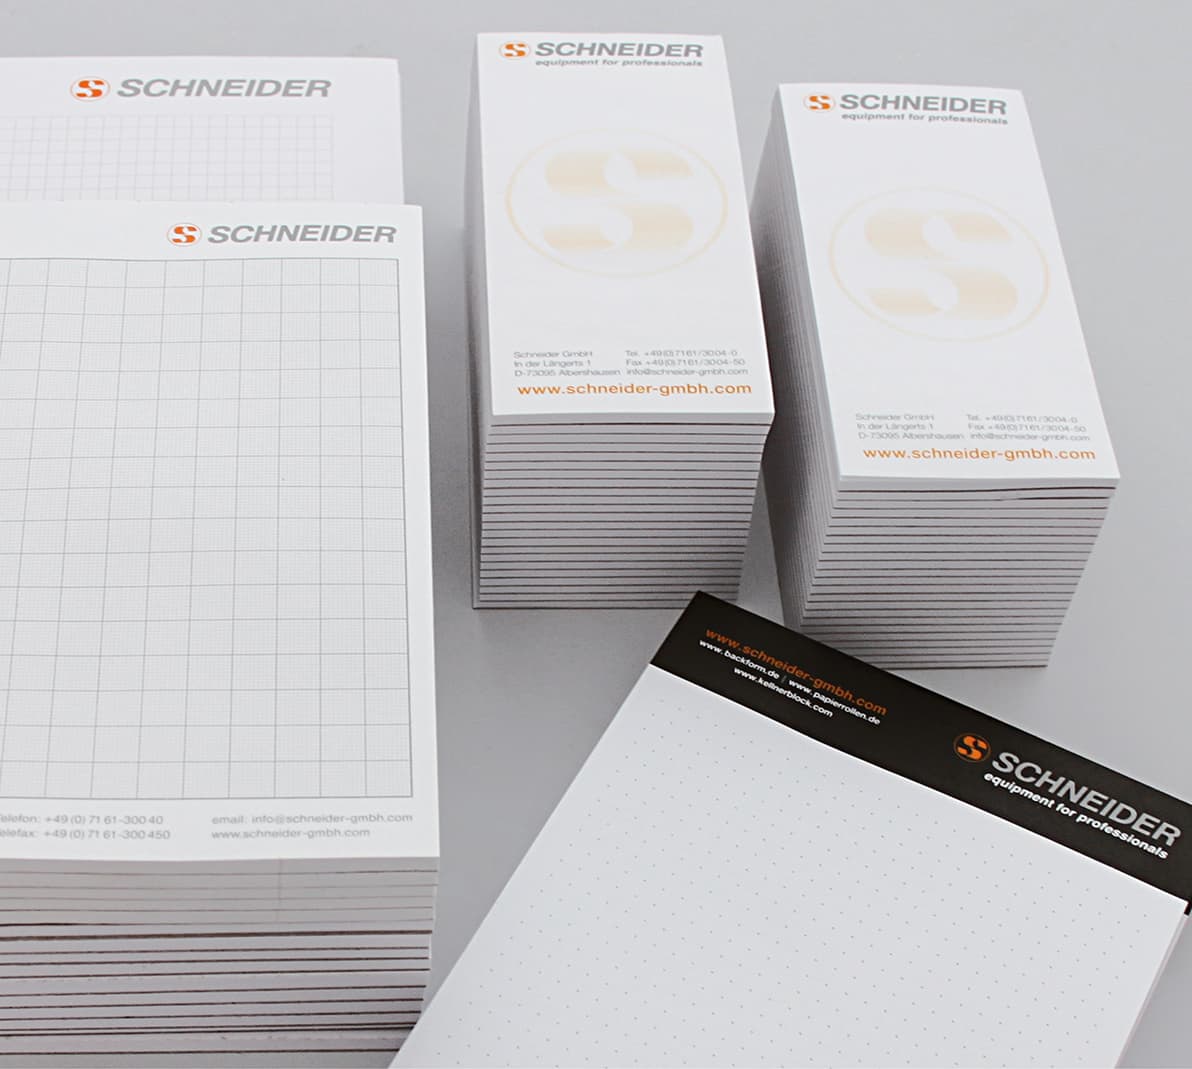 SCHNEIDER
SCHNEIDER
Telefon: +49 (0) 71 61-300 40
Telefax: +49 (0) 71 61-300 450
email: info@schneider-gmbh.com
www.schneider-gmbh.com
SCHNEIDER
equipment for professionals
Schneider GmbH
In der Längerts 1
D-73095 Albershausen
Tel. +49(0)7161/3004-0
Fax +49(0)7161/3004-50
info@schneider-gmbh.com
www.schneider-gmbh.com
SCHNEIDER
equipment for professionals
Schneider GmbH
In der Längerts 1
D-73095 Albershausen
Tel. +49(0)7161/3004-0
Fax +49(0)7161/3004-50
info@schneider-gmbh.com
www.schneider-gmbh.com
www.schneider-gmbh.com
www.backform.de | www.papierrollen.de
www.kellnerblock.com
SCHNEIDER
equipment for professionals